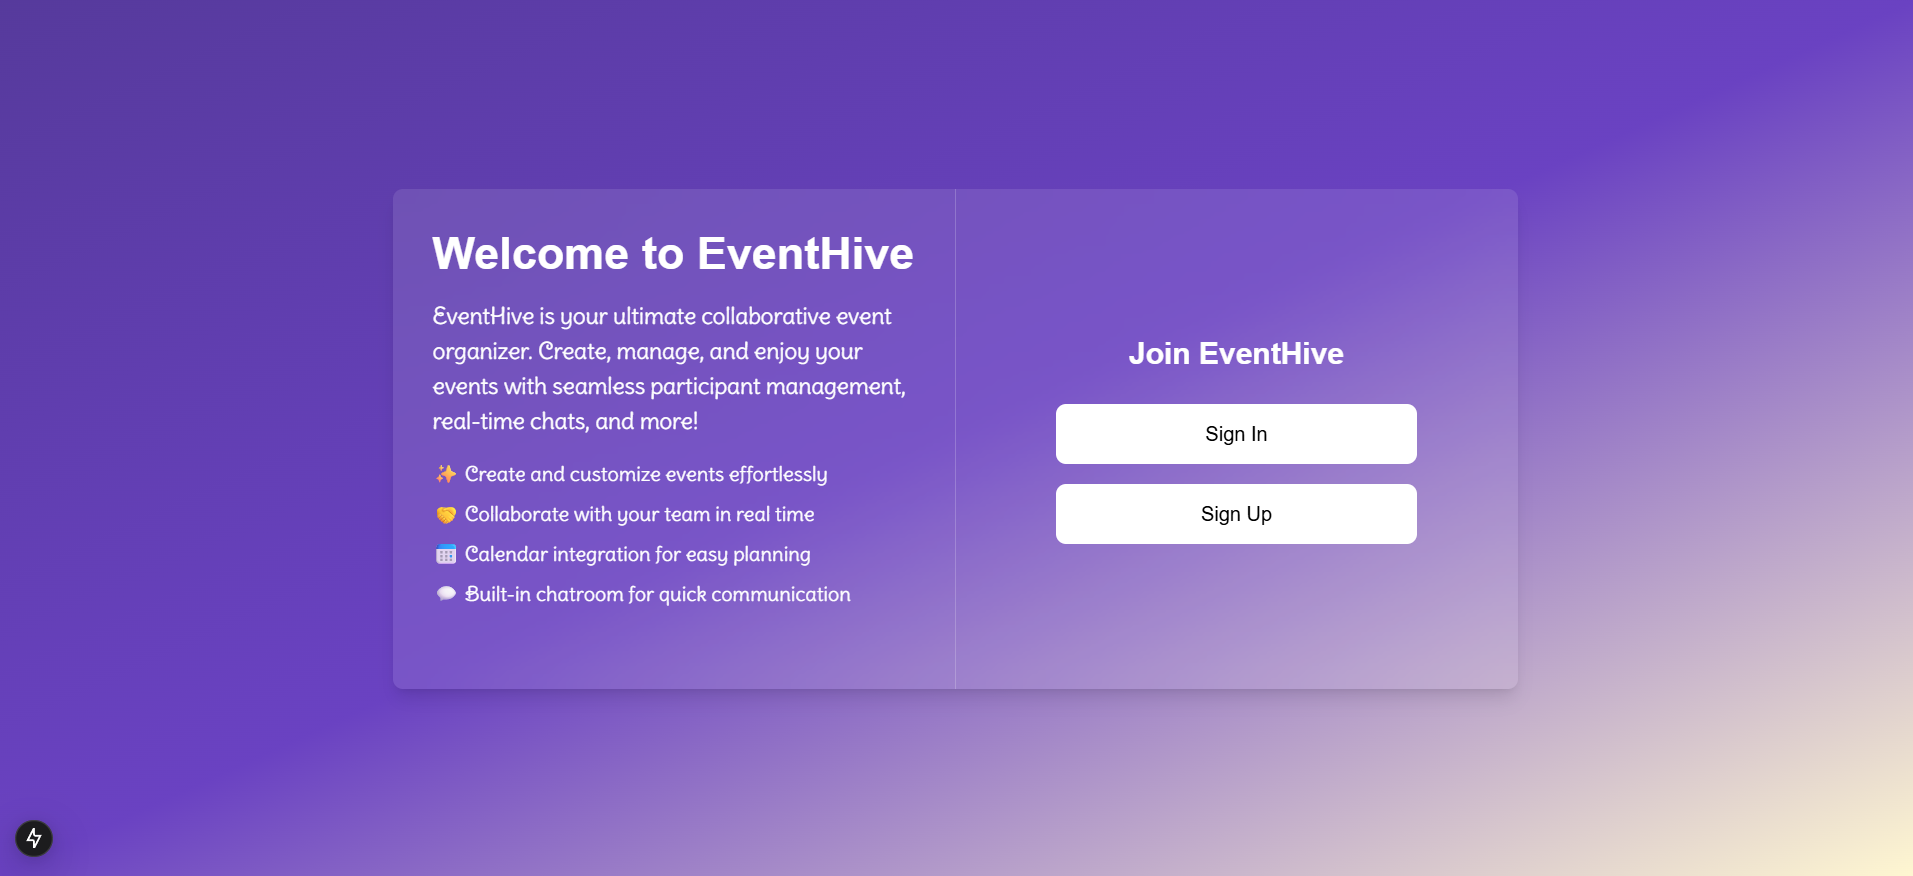 Welcome to EventHive
EventHive is your ultimate collaborative event
organizer. Create, manage, and enjoy your
events with seamless participant management,
real-time chats, and more!
✨ Create and customize events effortlessly
🤝 Collaborate with your team in real time
📅 Calendar integration for easy planning
💬 Built-in chatroom for quick communication
Join EventHive
Sign In
Sign Up